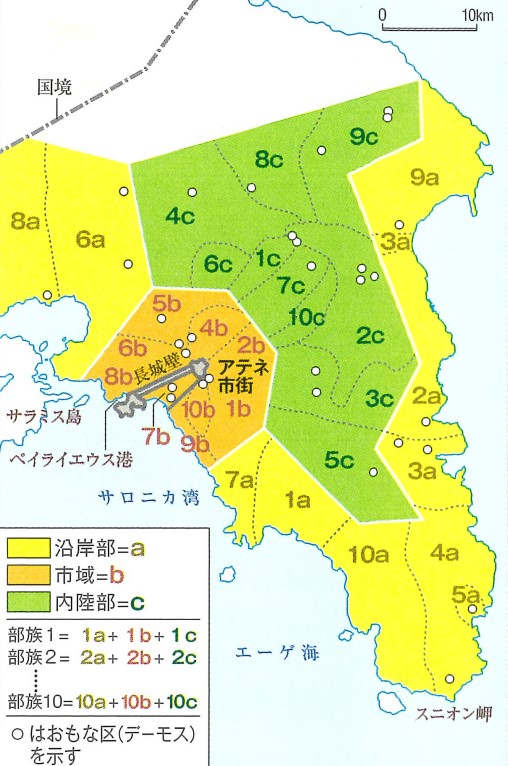 0 10km
国境
9c
8c
9a
4c
8a
3a
6a
1c
6c
7c
5b
10c
4b
2c
6b
2b
長城壁
8b
アテネ
市街
2a
3c
サラミス島
10b
1b
7b
9b
ペイライエウス港
5c
3a
7a
サロニカ湾
1a
10a
4a
沿岸部=a
市域=b
内陸部=c
5a
部族1= 1a+ 1b+ 1c
部族2= 2a+ 2b+ 2c
エーゲ海
部族10=10a+10b+10c
スニオン岬
○はおもな区(デーモス)
を示す